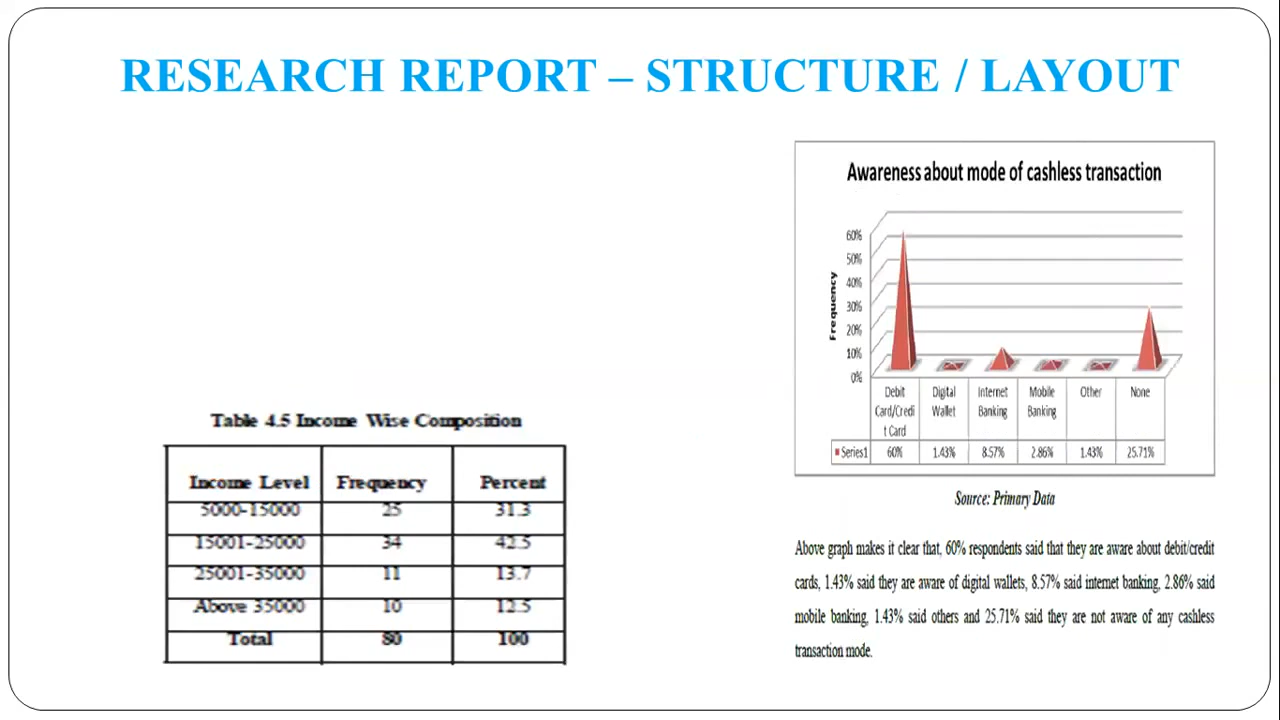 RESEARCH REPORT – STRUCTURE / LAYOUT
Awareness about mode of cashless transaction
Frequency
60%
50%
40%
30%
20%
10%
0%
Debit Card/Credi t Card
Digital Wallet
Internet Banking
Mobile Banking
Other
None
Series1 60% 1.43% 8.57% 2.86% 1.43% 25.71%
Source: Primary Data
Above graph makes it clear that, 60% respondents said that they are aware about debit/credit
cards, 1.43% said they are aware of digital wallets, 8.57% said internet banking, 2.86% said
mobile banking, 1.43% said others and 25.71% said they are not aware of any cashless
transaction mode.
Table 4.5 Income Wise Composition
Income Level Frequency Percent
5000-15000 25 31.3
15001-25000 34 42.5
25001-35000 11 13.7
Above 35000 10 12.5
Total 80 100